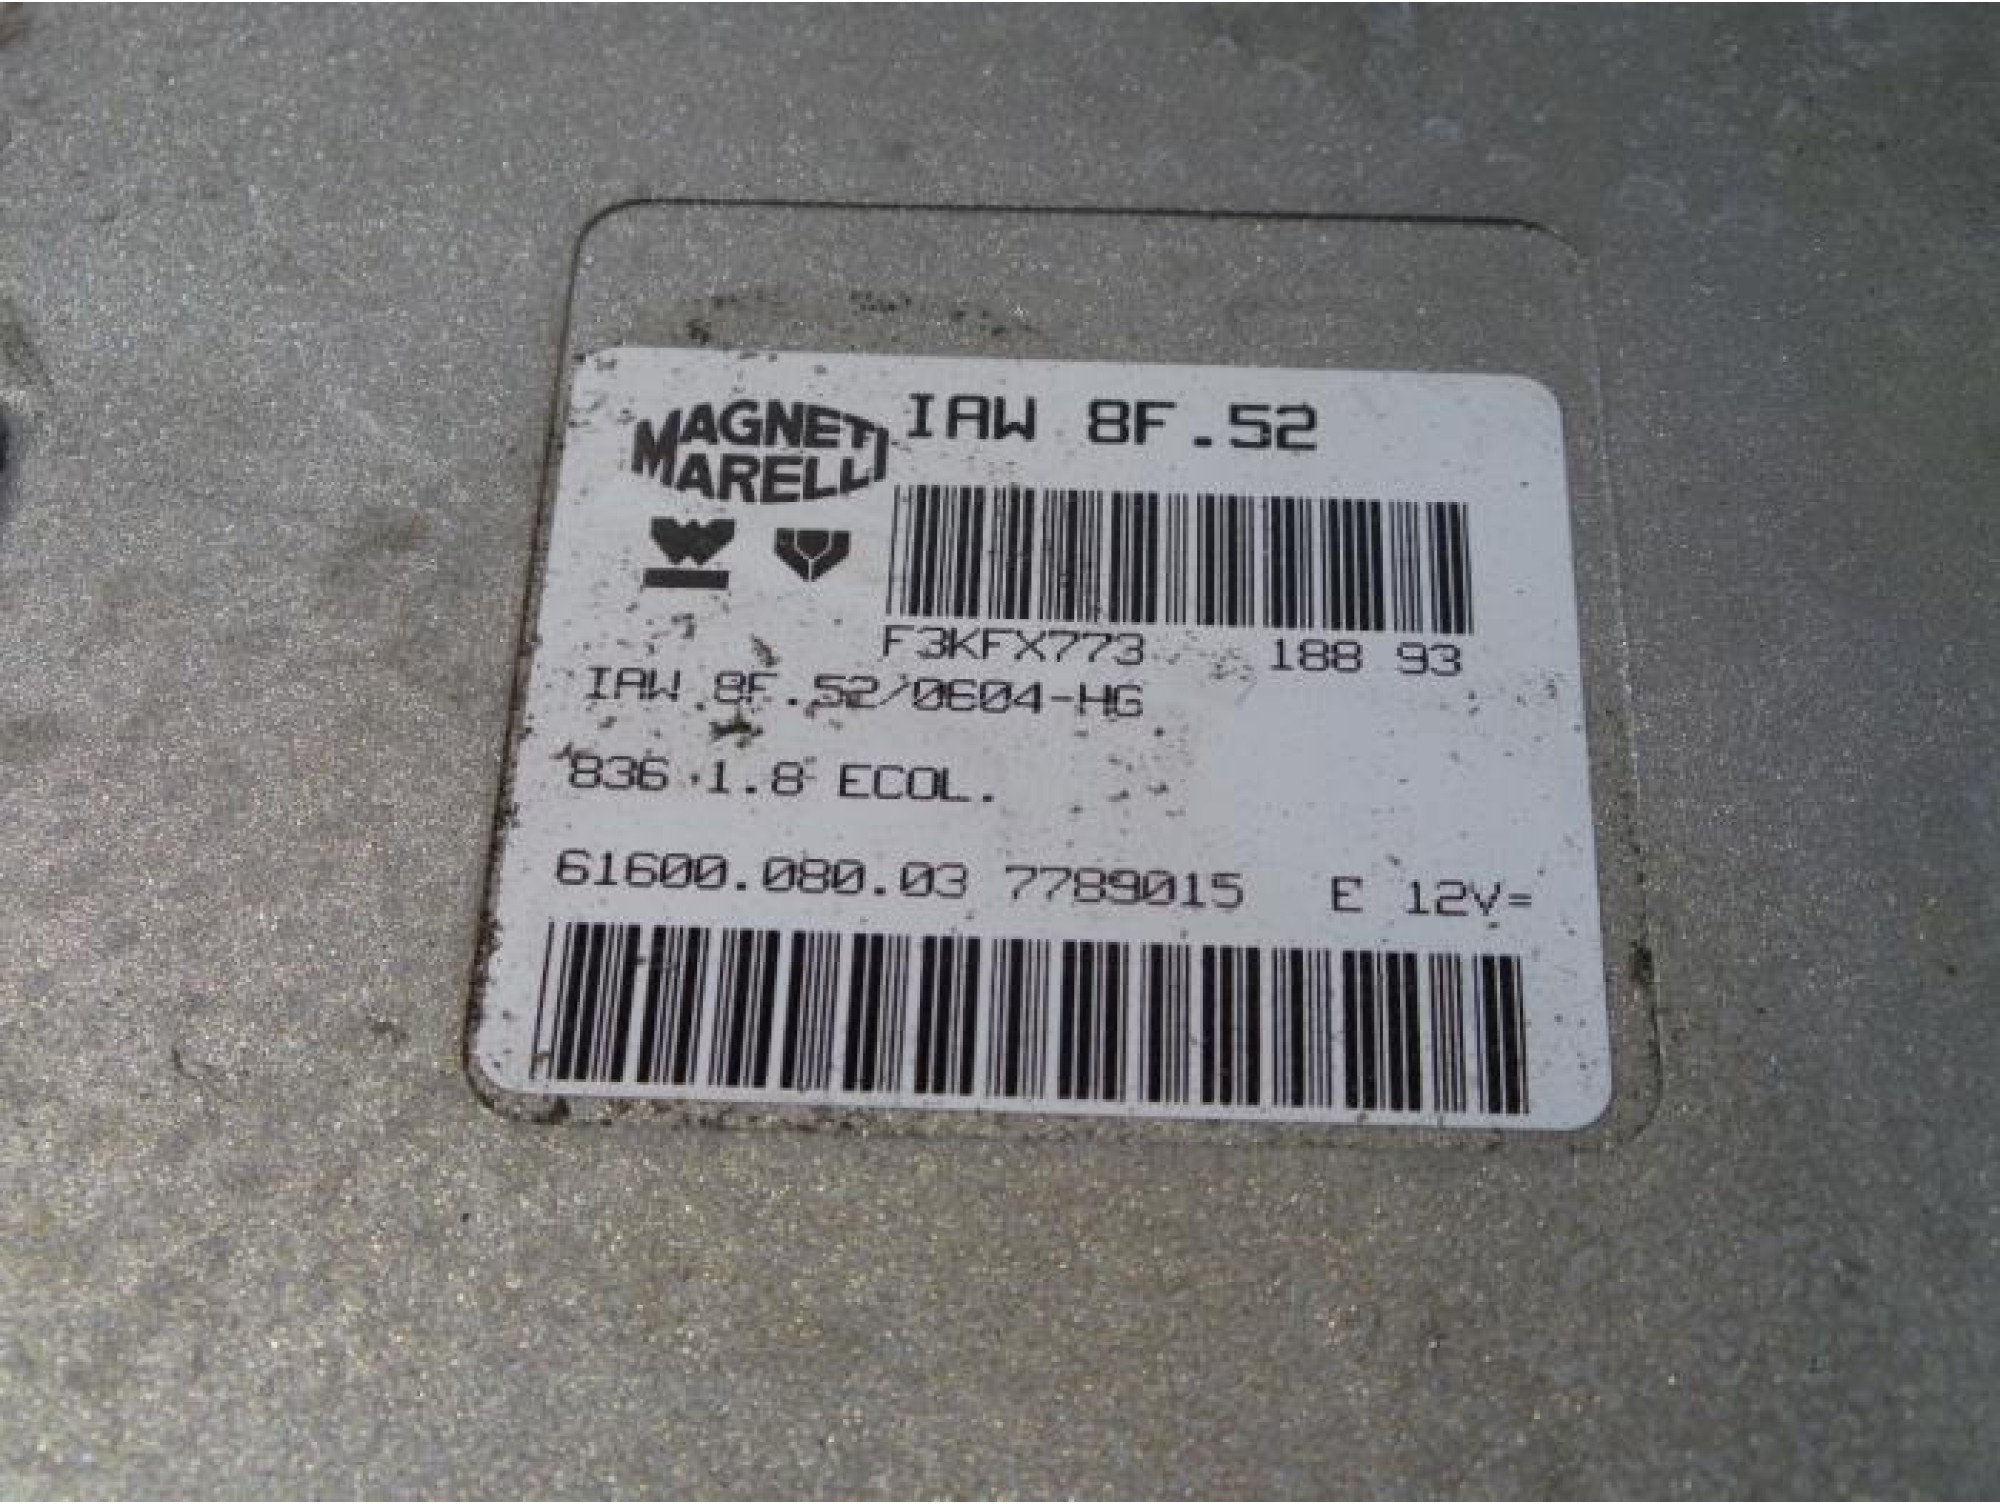 MAGNETI
MARELLI
IAW 8F.52
F3KFX773 188 93
IAW 8F.52/0604-HG
836 1.8 ECOL.
61600.080.03 7789015 E 12V=